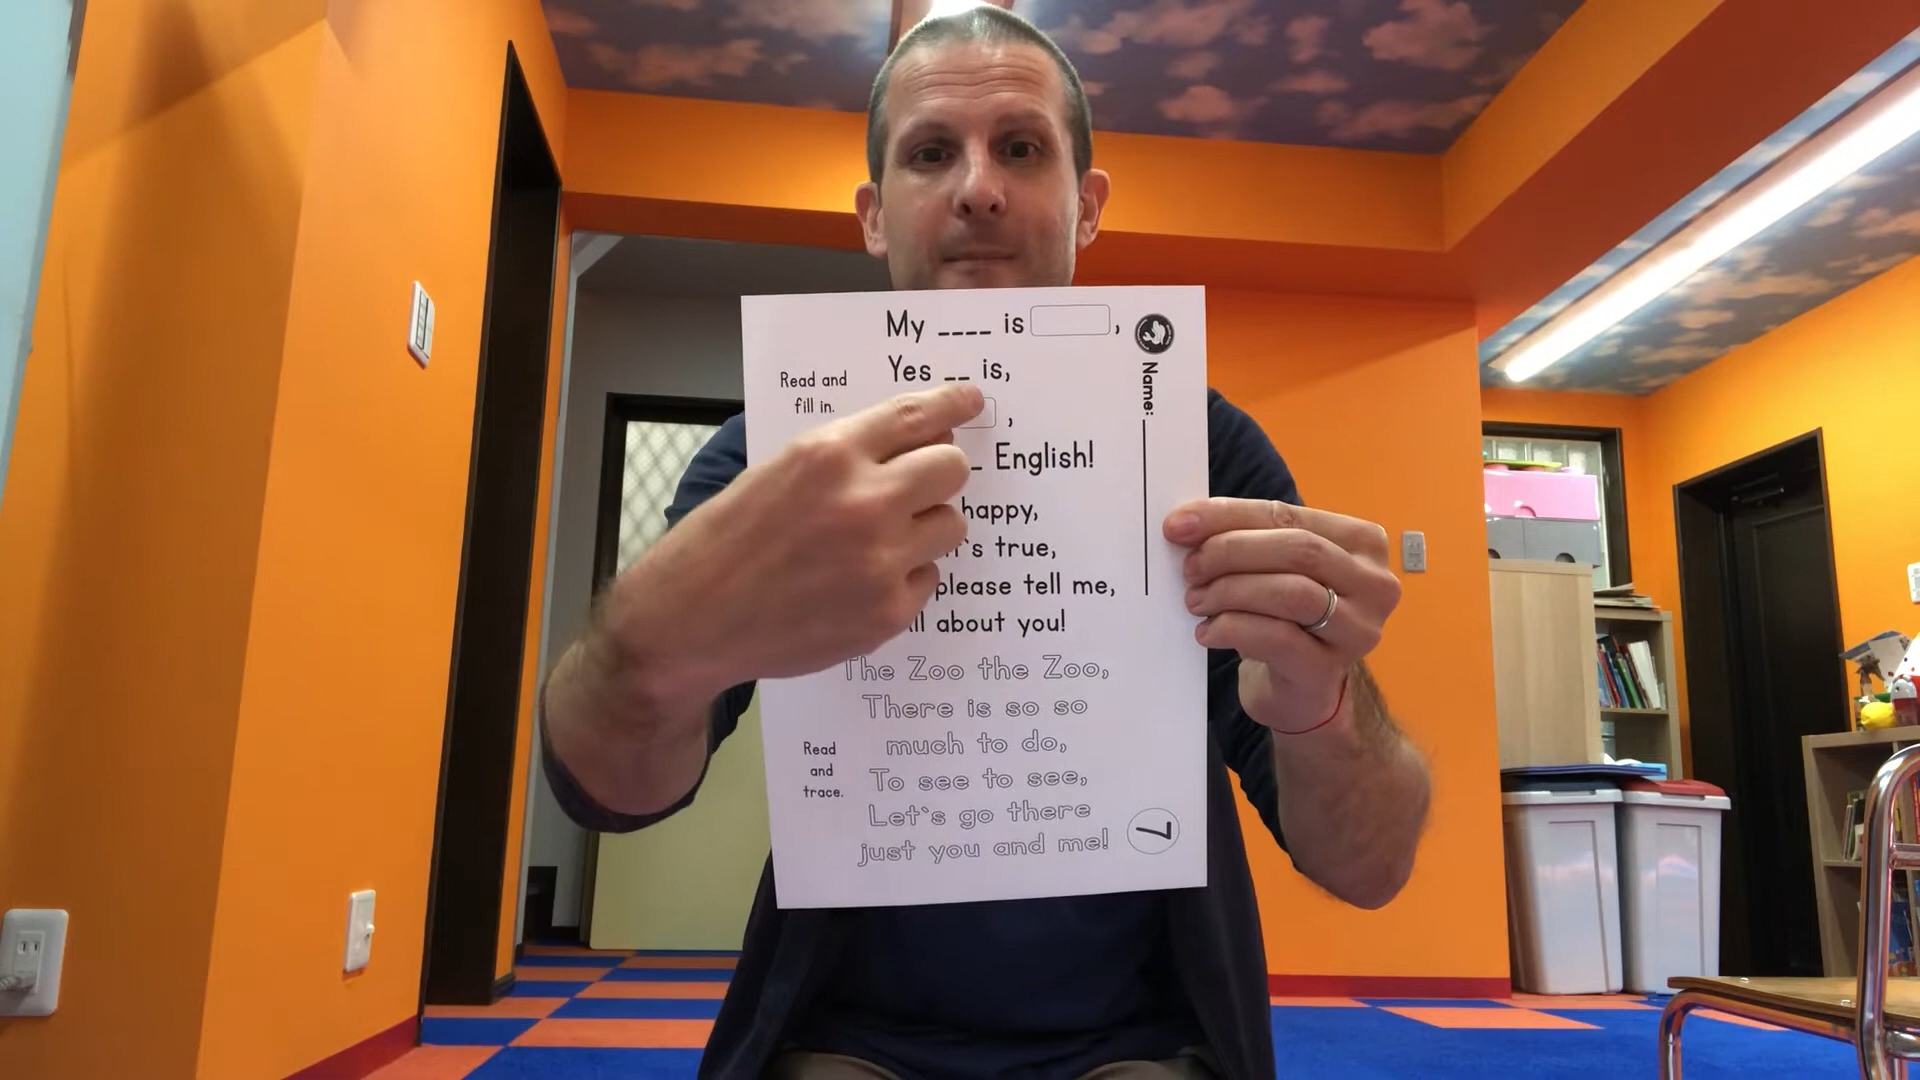 My ____ is ,
Read and
fill in.
Yes __ is,
,
_ English!
happy,
's true,
please tell me,
about you!
The Zoo the Zoo,
There is so so
much to do,
To see to see,
Let`s go there
just you and me!
Read
and
trace.
Name:
7